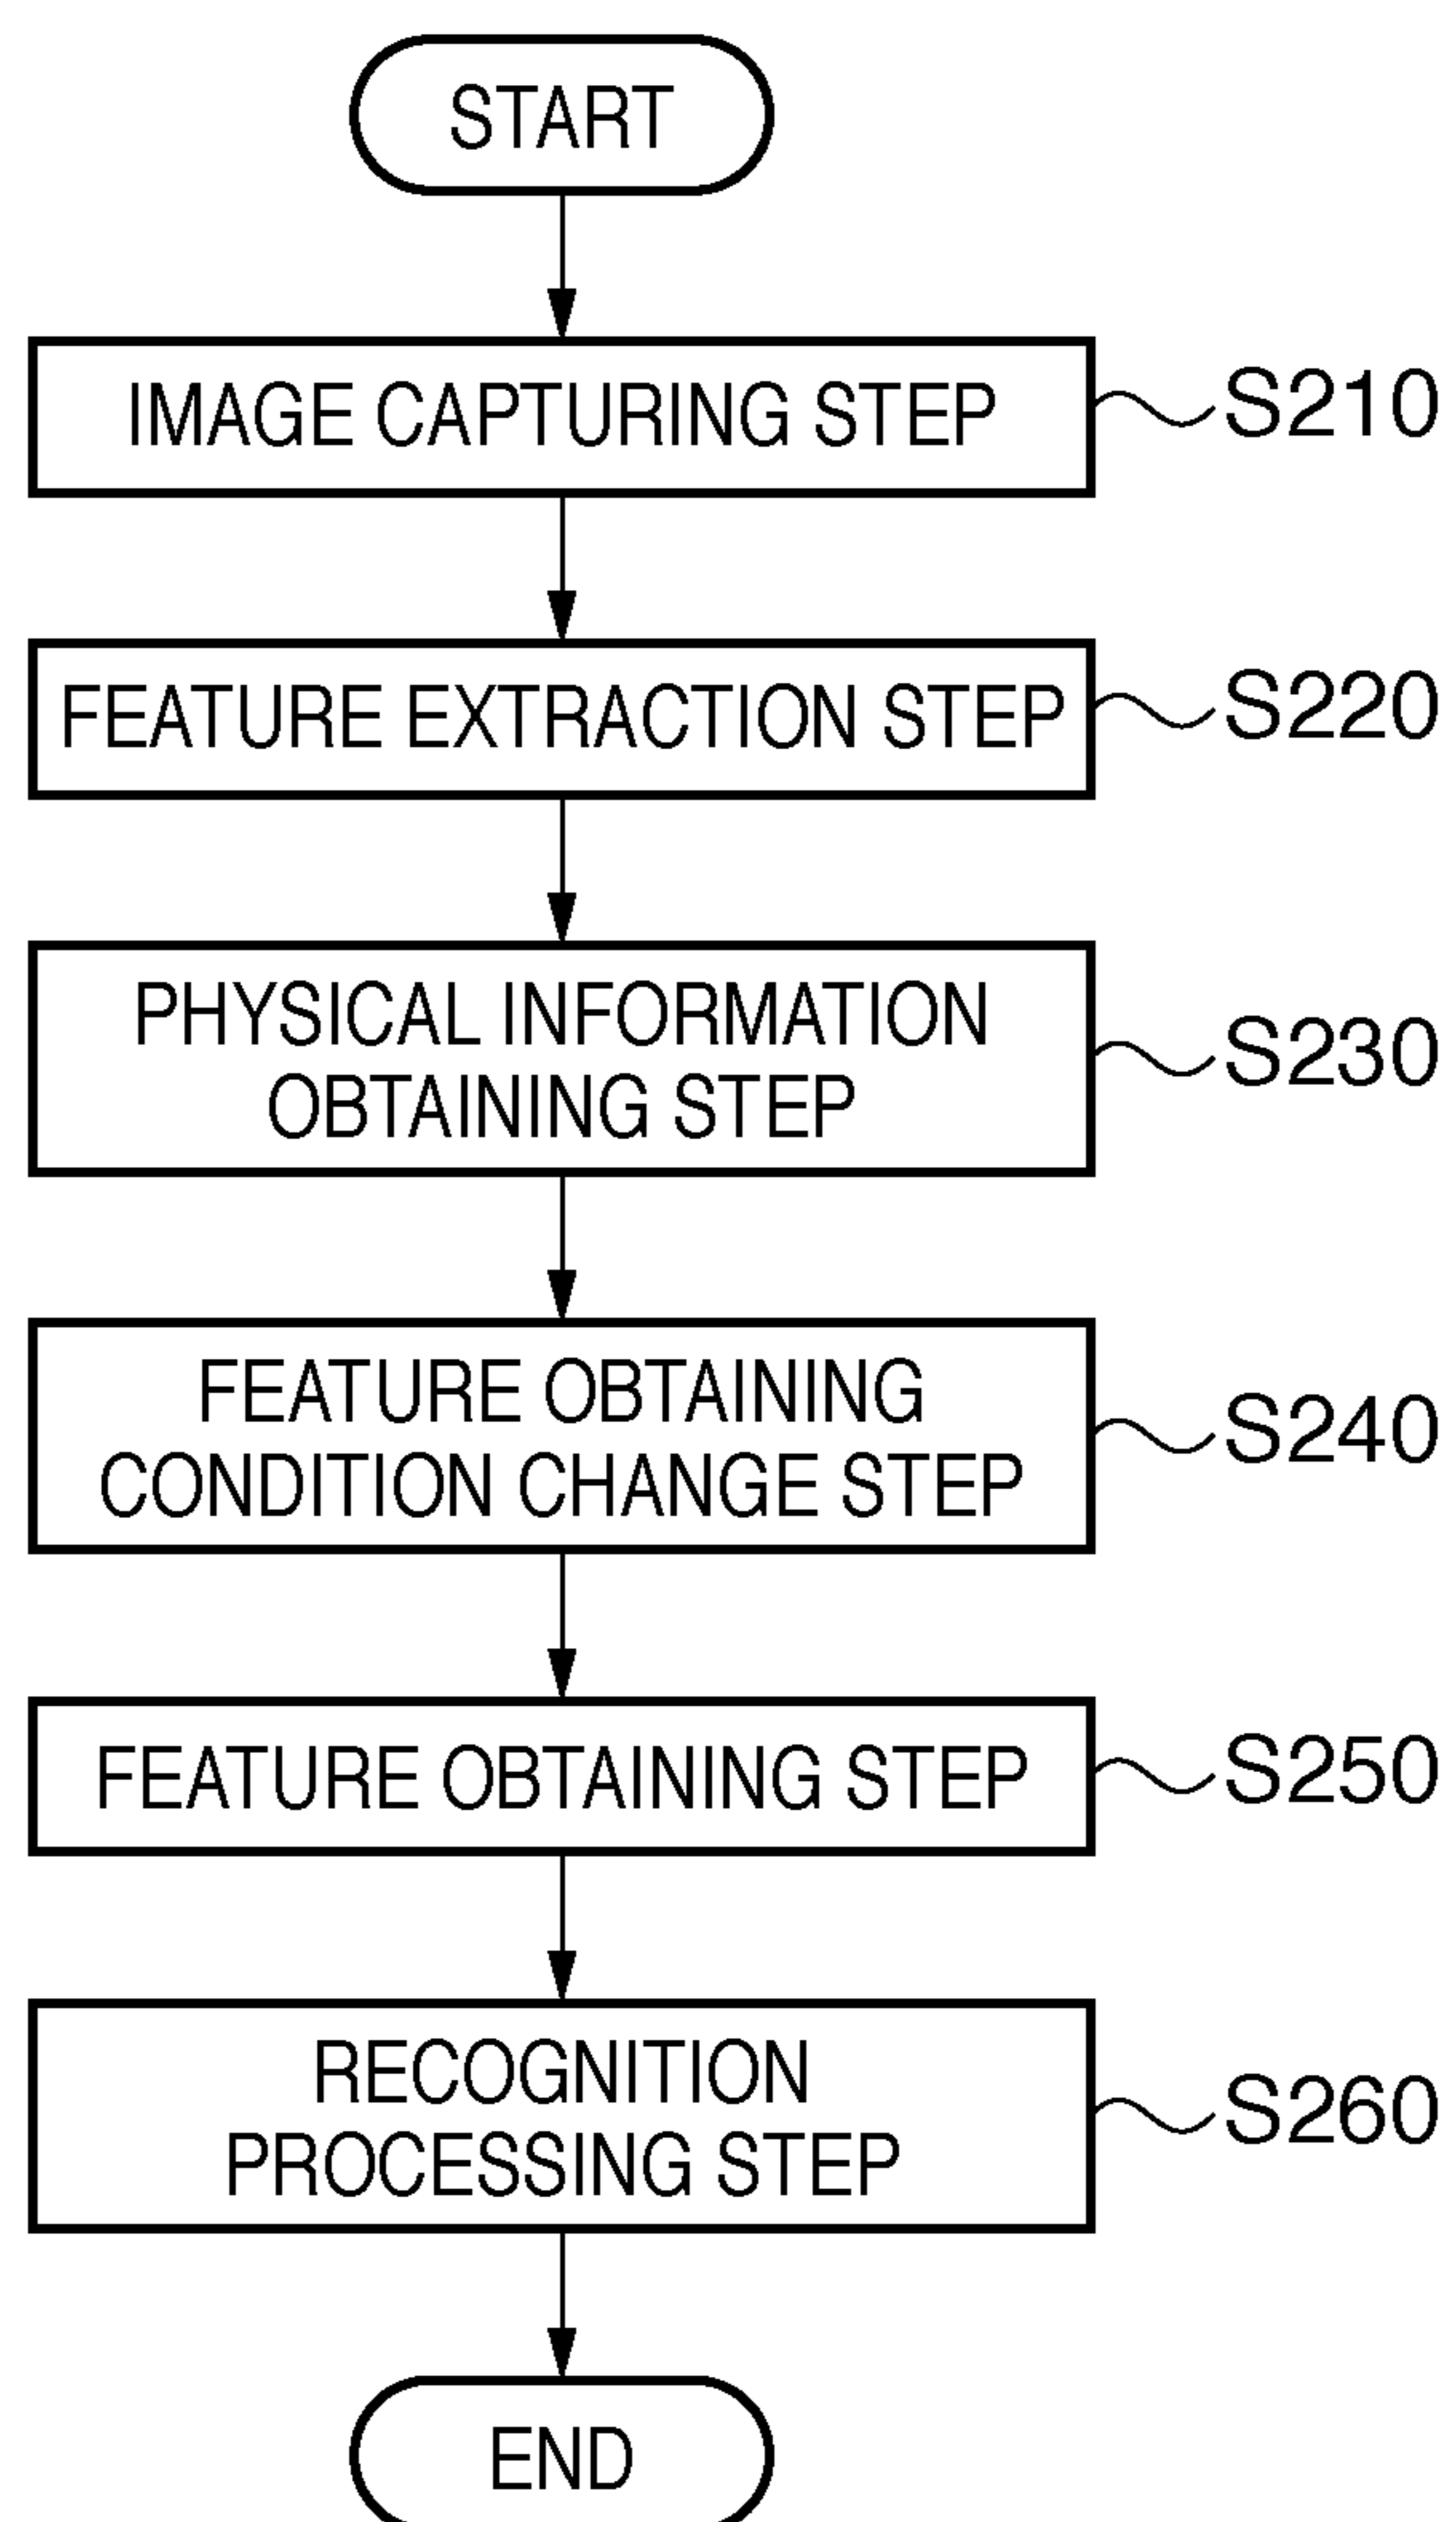 START
IMAGE CAPTURING STEP
S210
FEATURE EXTRACTION STEP
S220
PHYSICAL INFORMATION
OBTAINING STEP
S230
FEATURE OBTAINING
CONDITION CHANGE STEP
S240
FEATURE OBTAINING STEP
S250
RECOGNITION
PROCESSING STEP
S260
END